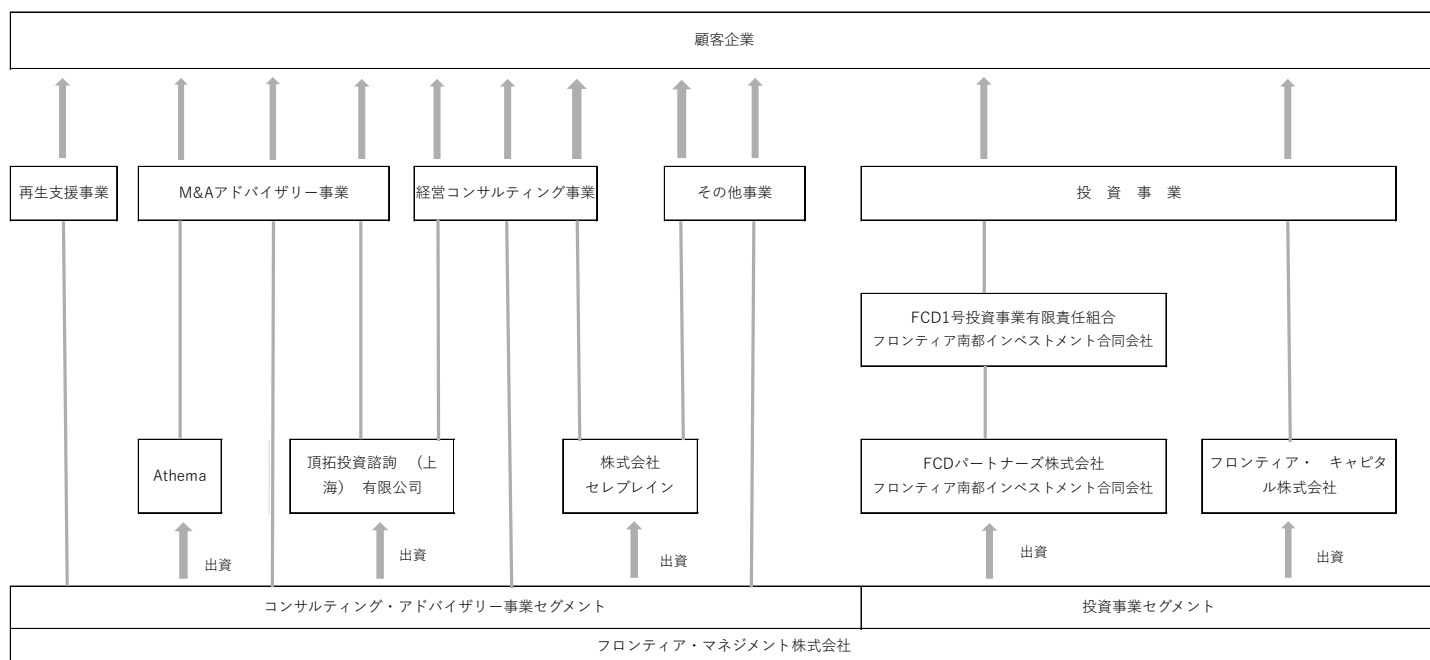 顧客企業
再生支援事業
M&Aアドバイザリー事業
経営コンサルティング事業
その他事業
投 資 事 業
FCD1号投資事業有限責任組合
フロンティア南都インベストメント合同会社
Athema
頂拓投資諮詢 （上
海） 有限公司
株式会社
セレブレイン
FCDパートナーズ株式会社
フロンティア南都インベストメント合同会社
フロンティア・ キャピタ
ル株式会社
出資
出資
出資
出資
出資
コンサルティング・アドバイザリー事業セグメント
投資事業セグメント
フロンティア・マネジメント株式会社